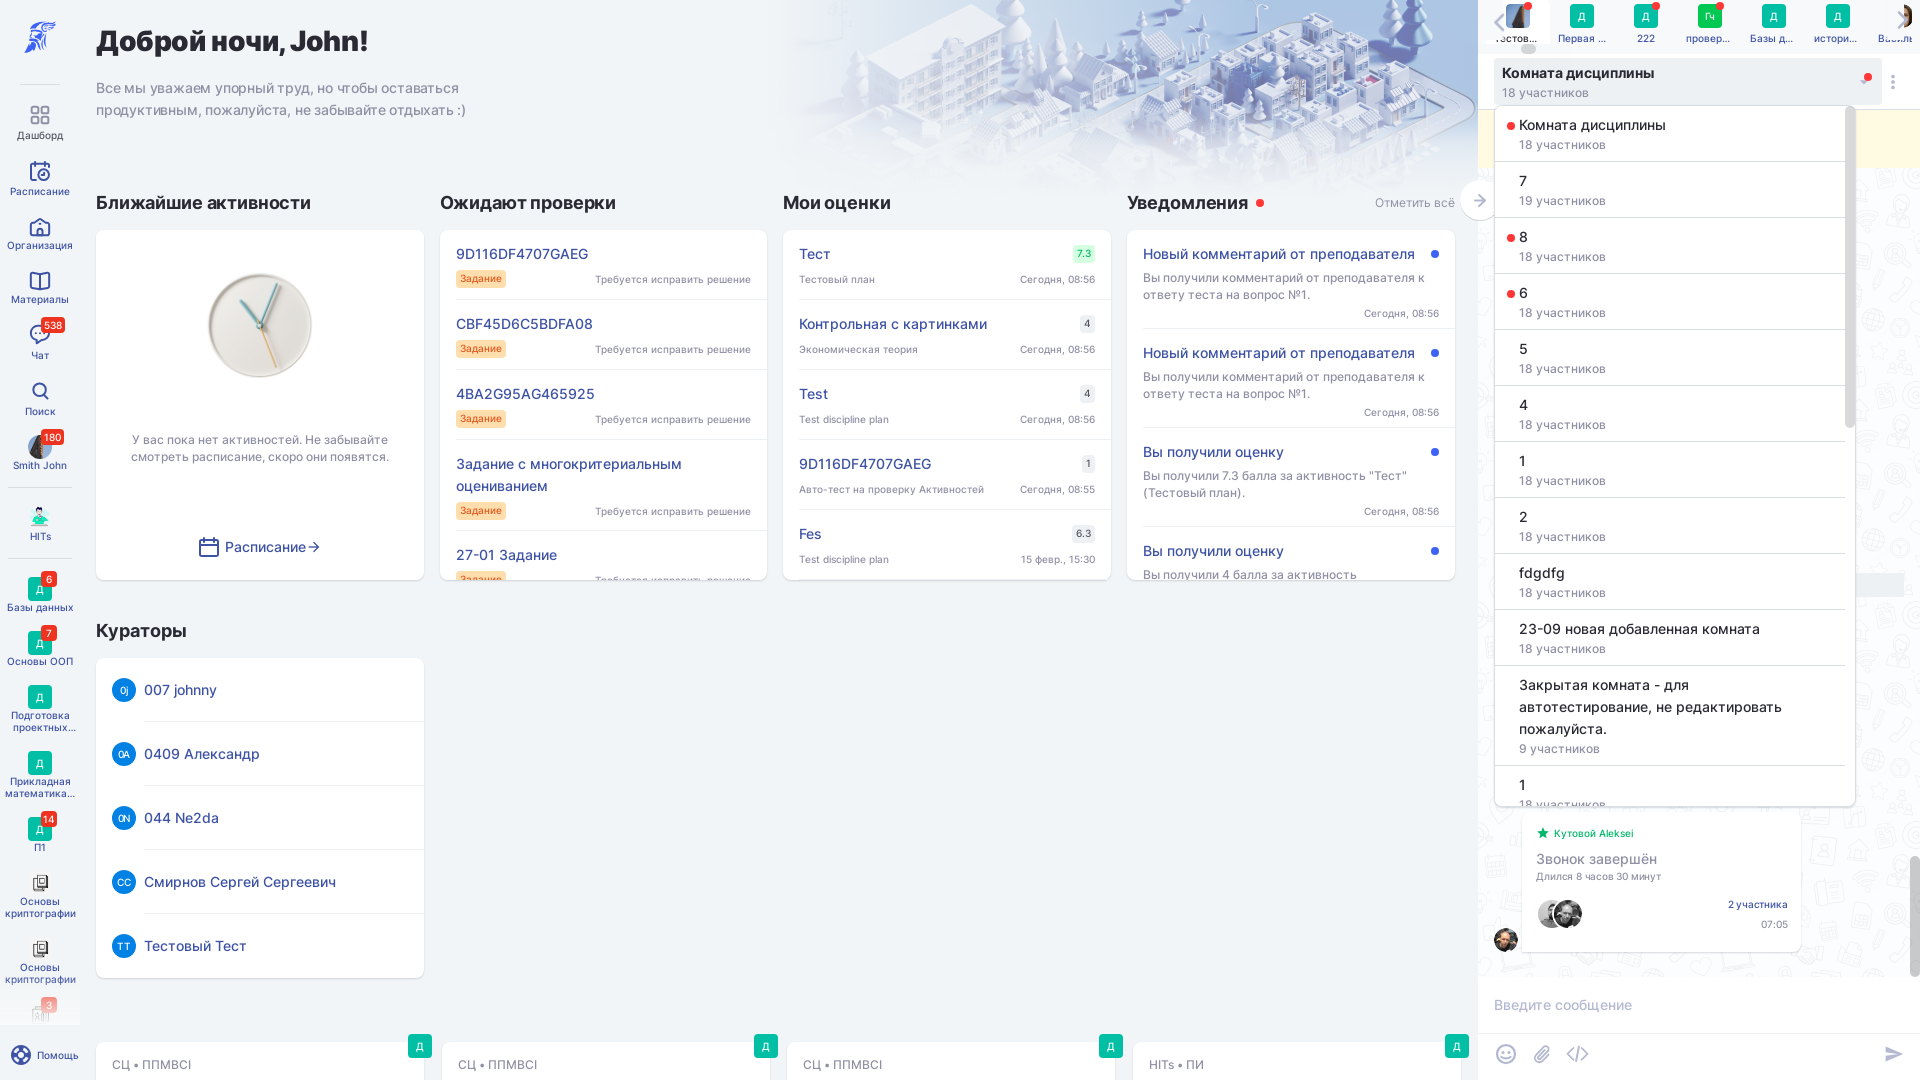 Дашборд
Расписание
Организация
Материалы
538
Чат
Поиск
180
Smith John
HITs
6
Д
Базы данных
7
Д
Основы ООП
Д
Подготовка
проектных...
Д
Прикладная
математика...
14
Д
П1
Основы
криптографии
Основы
криптографии
3
Помощь
Доброй ночи, John!
Все мы уважаем упорный труд, но чтобы оставаться
продуктивным, пожалуйста, не забывайте отдыхать :)
Ближайшие активности
У вас пока нет активностей. Не забывайте
смотреть расписание, скоро они появятся.
Расписание
Ожидают проверки
9D116DF4707GAEG
Задание
Требуется исправить решение
CBF45D6C5BDFA08
Задание
Требуется исправить решение
4BA2G95AG465925
Задание
Требуется исправить решение
Задание с многокритериальным
оцениванием
Задание
Требуется исправить решение
27-01 Задание
Задание
Требуется исправить решение
Мои оценки
Тест
7.3
Тестовый план
Сегодня, 08:56
Контрольная с картинками
4
Экономическая теория
Сегодня, 08:56
Test
4
Test discipline plan
Сегодня, 08:56
9D116DF4707GAEG
1
Авто-тест на проверку Активностей
Сегодня, 08:55
Fes
6.3
Test discipline plan
15 февр., 15:30
Уведомления
Отметить всё
Новый комментарий от преподавателя
Вы получили комментарий от преподавателя к
ответу теста на вопрос №1.
Сегодня, 08:56
Новый комментарий от преподавателя
Вы получили комментарий от преподавателя к
ответу теста на вопрос №1.
Сегодня, 08:56
Вы получили оценку
Вы получили 7.3 балла за активность "Тест"
(Тестовый план).
Сегодня, 08:56
Вы получили оценку
Вы получили 4 балла за активность
Кураторы
0j
007 johnny
0А
0409 Александр
0N
044 Ne2da
СС
Смирнов Сергей Сергеевич
ТТ
Тестовый Тест
Д
СЦ • ППМВСІ
Д
СЦ • ППМВСІ
Д
СЦ • ППМВСІ
Д
HITs • ПИ
Д
Первая ...
Д
222
Гч
провер...
Д
Базы д...
Д
истори...
Комната дисциплины
18 участников
Комната дисциплины
18 участников
7
19 участников
8
18 участников
6
18 участников
5
18 участников
4
18 участников
1
18 участников
2
18 участников
fdgdfg
18 участников
23-09 новая добавленная комната
18 участников
Закрытая комната - для
автотестирование, не редактировать
пожалуйста.
9 участников
1
18 участников
Кутовой Aleksei
Звонок завершён
Длился 8 часов 30 минут
2 участника
07:05
Введите сообщение